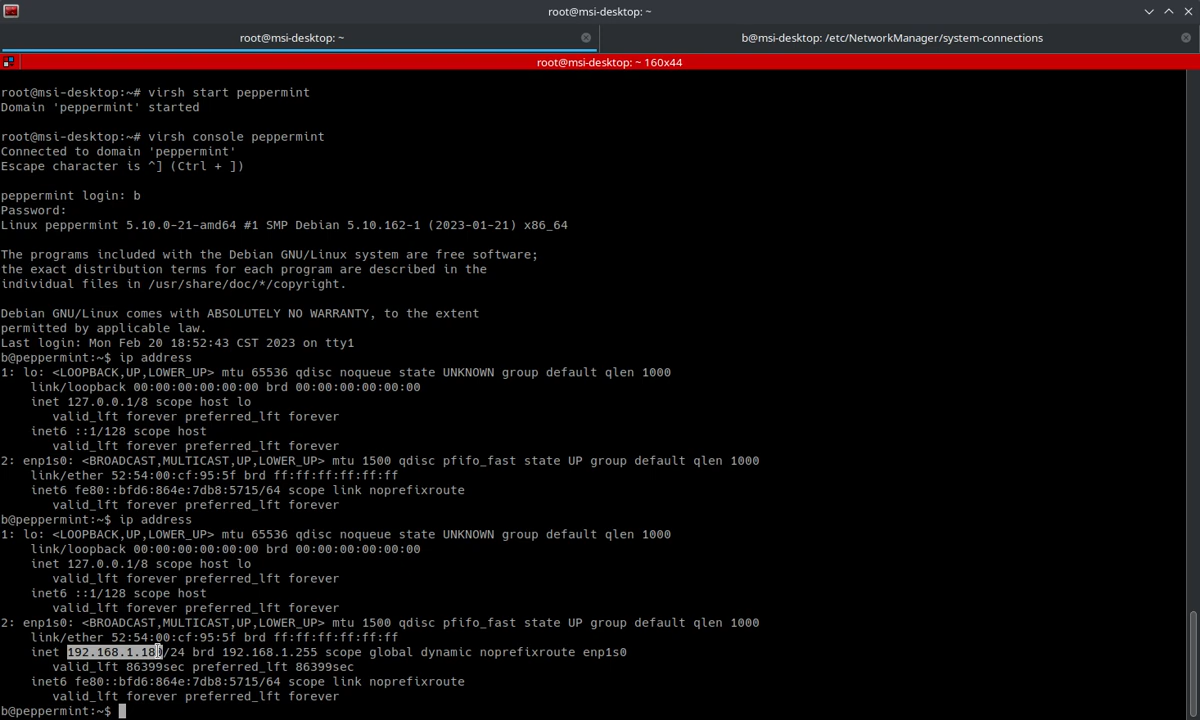 root@msi-desktop: ~
root@msi-desktop: ~
b@msi-desktop: /etc/NetworkManager/system-connections
root@msi-desktop: ~ 160x44
root@msi-desktop:~# virsh start peppermint
Domain 'peppermint' started
root@msi-desktop:~# virsh console peppermint
Connected to domain 'peppermint'
Escape character is ^] (Ctrl + ])
peppermint login: b
Password:
Linux peppermint 5.10.0-21-amd64 #1 SMP Debian 5.10.162-1 (2023-01-21) x86_64
The programs included with the Debian GNU/Linux system are free software;
the exact distribution terms for each program are described in the
individual files in /usr/share/doc/*/copyright.
Debian GNU/Linux comes with ABSOLUTELY NO WARRANTY, to the extent
permitted by applicable law.
Last login: Mon Feb 20 18:52:43 CST 2023 on tty1
b@peppermint:~$ ip address
1: lo: <LOOPBACK,UP,LOWER_UP> mtu 65536 qdisc noqueue state UNKNOWN group default qlen 1000
link/loopback 00:00:00:00:00:00 brd 00:00:00:00:00:00
inet 127.0.0.1/8 scope host lo
valid_lft forever preferred_lft forever
inet6 ::1/128 scope host
valid_lft forever preferred_lft forever
2: enp1s0: <BROADCAST,MULTICAST,UP,LOWER_UP> mtu 1500 qdisc pfifo_fast state UP group default qlen 1000
link/ether 52:54:00:cf:95:5f brd ff:ff:ff:ff:ff:ff
inet6 fe80::bfd6:864e:7db8:5715/64 scope link noprefixroute
valid_lft forever preferred_lft forever
b@peppermint:~$ ip address
1: lo: <LOOPBACK,UP,LOWER_UP> mtu 65536 qdisc noqueue state UNKNOWN group default qlen 1000
link/loopback 00:00:00:00:00:00 brd 00:00:00:00:00:00
inet 127.0.0.1/8 scope host lo
valid_lft forever preferred_lft forever
inet6 ::1/128 scope host
valid_lft forever preferred_lft forever
2: enp1s0: <BROADCAST,MULTICAST,UP,LOWER_UP> mtu 1500 qdisc pfifo_fast state UP group default qlen 1000
link/ether 52:54:00:cf:95:5f brd ff:ff:ff:ff:ff:ff
inet brd 192.168.1.255 scope global dynamic noprefixroute enp1s0
valid_lft 86399sec preferred_lft 86399sec
inet6 fe80::bfd6:864e:7db8:5715/64 scope link noprefixroute
valid_lft forever preferred_lft forever
b@peppermint:~$